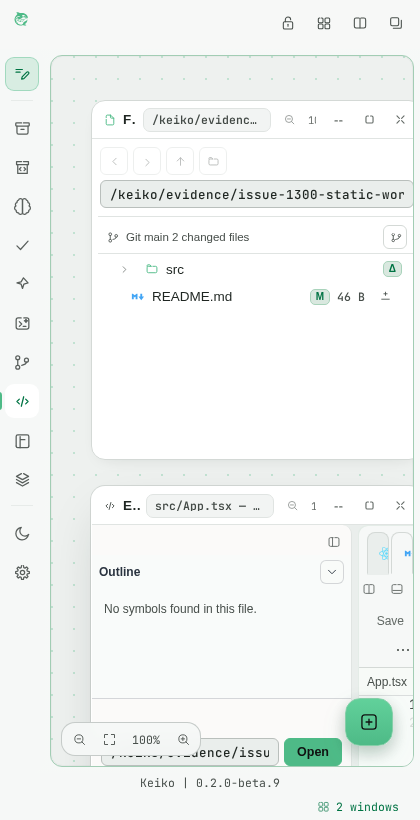 F.. /keiko/evidenc…
/keiko/evidence/issue-1300-static-wor
Git main 2 changed files
src Δ
README.md M 46 B
E.. src/App.tsx — … 1
Outline
No symbols found in this file.
Save
App.tsx
1
2
100%
Open
Keiko | 0.2.0-beta.9
2 windows